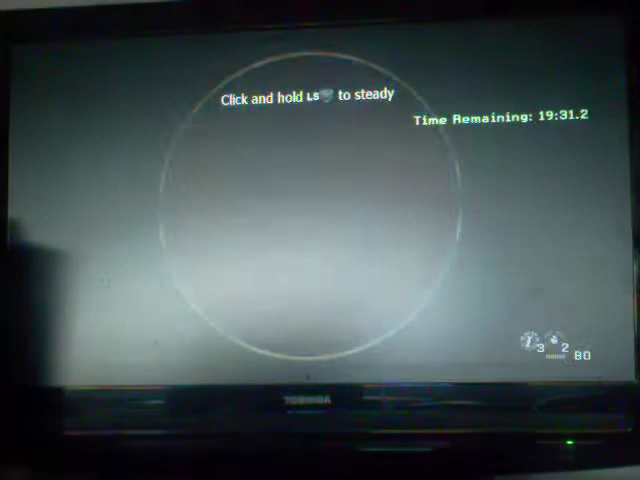 Click and hold LS to steady
Time Remaining: 19:31.2
3 2
80
TOSHIBA